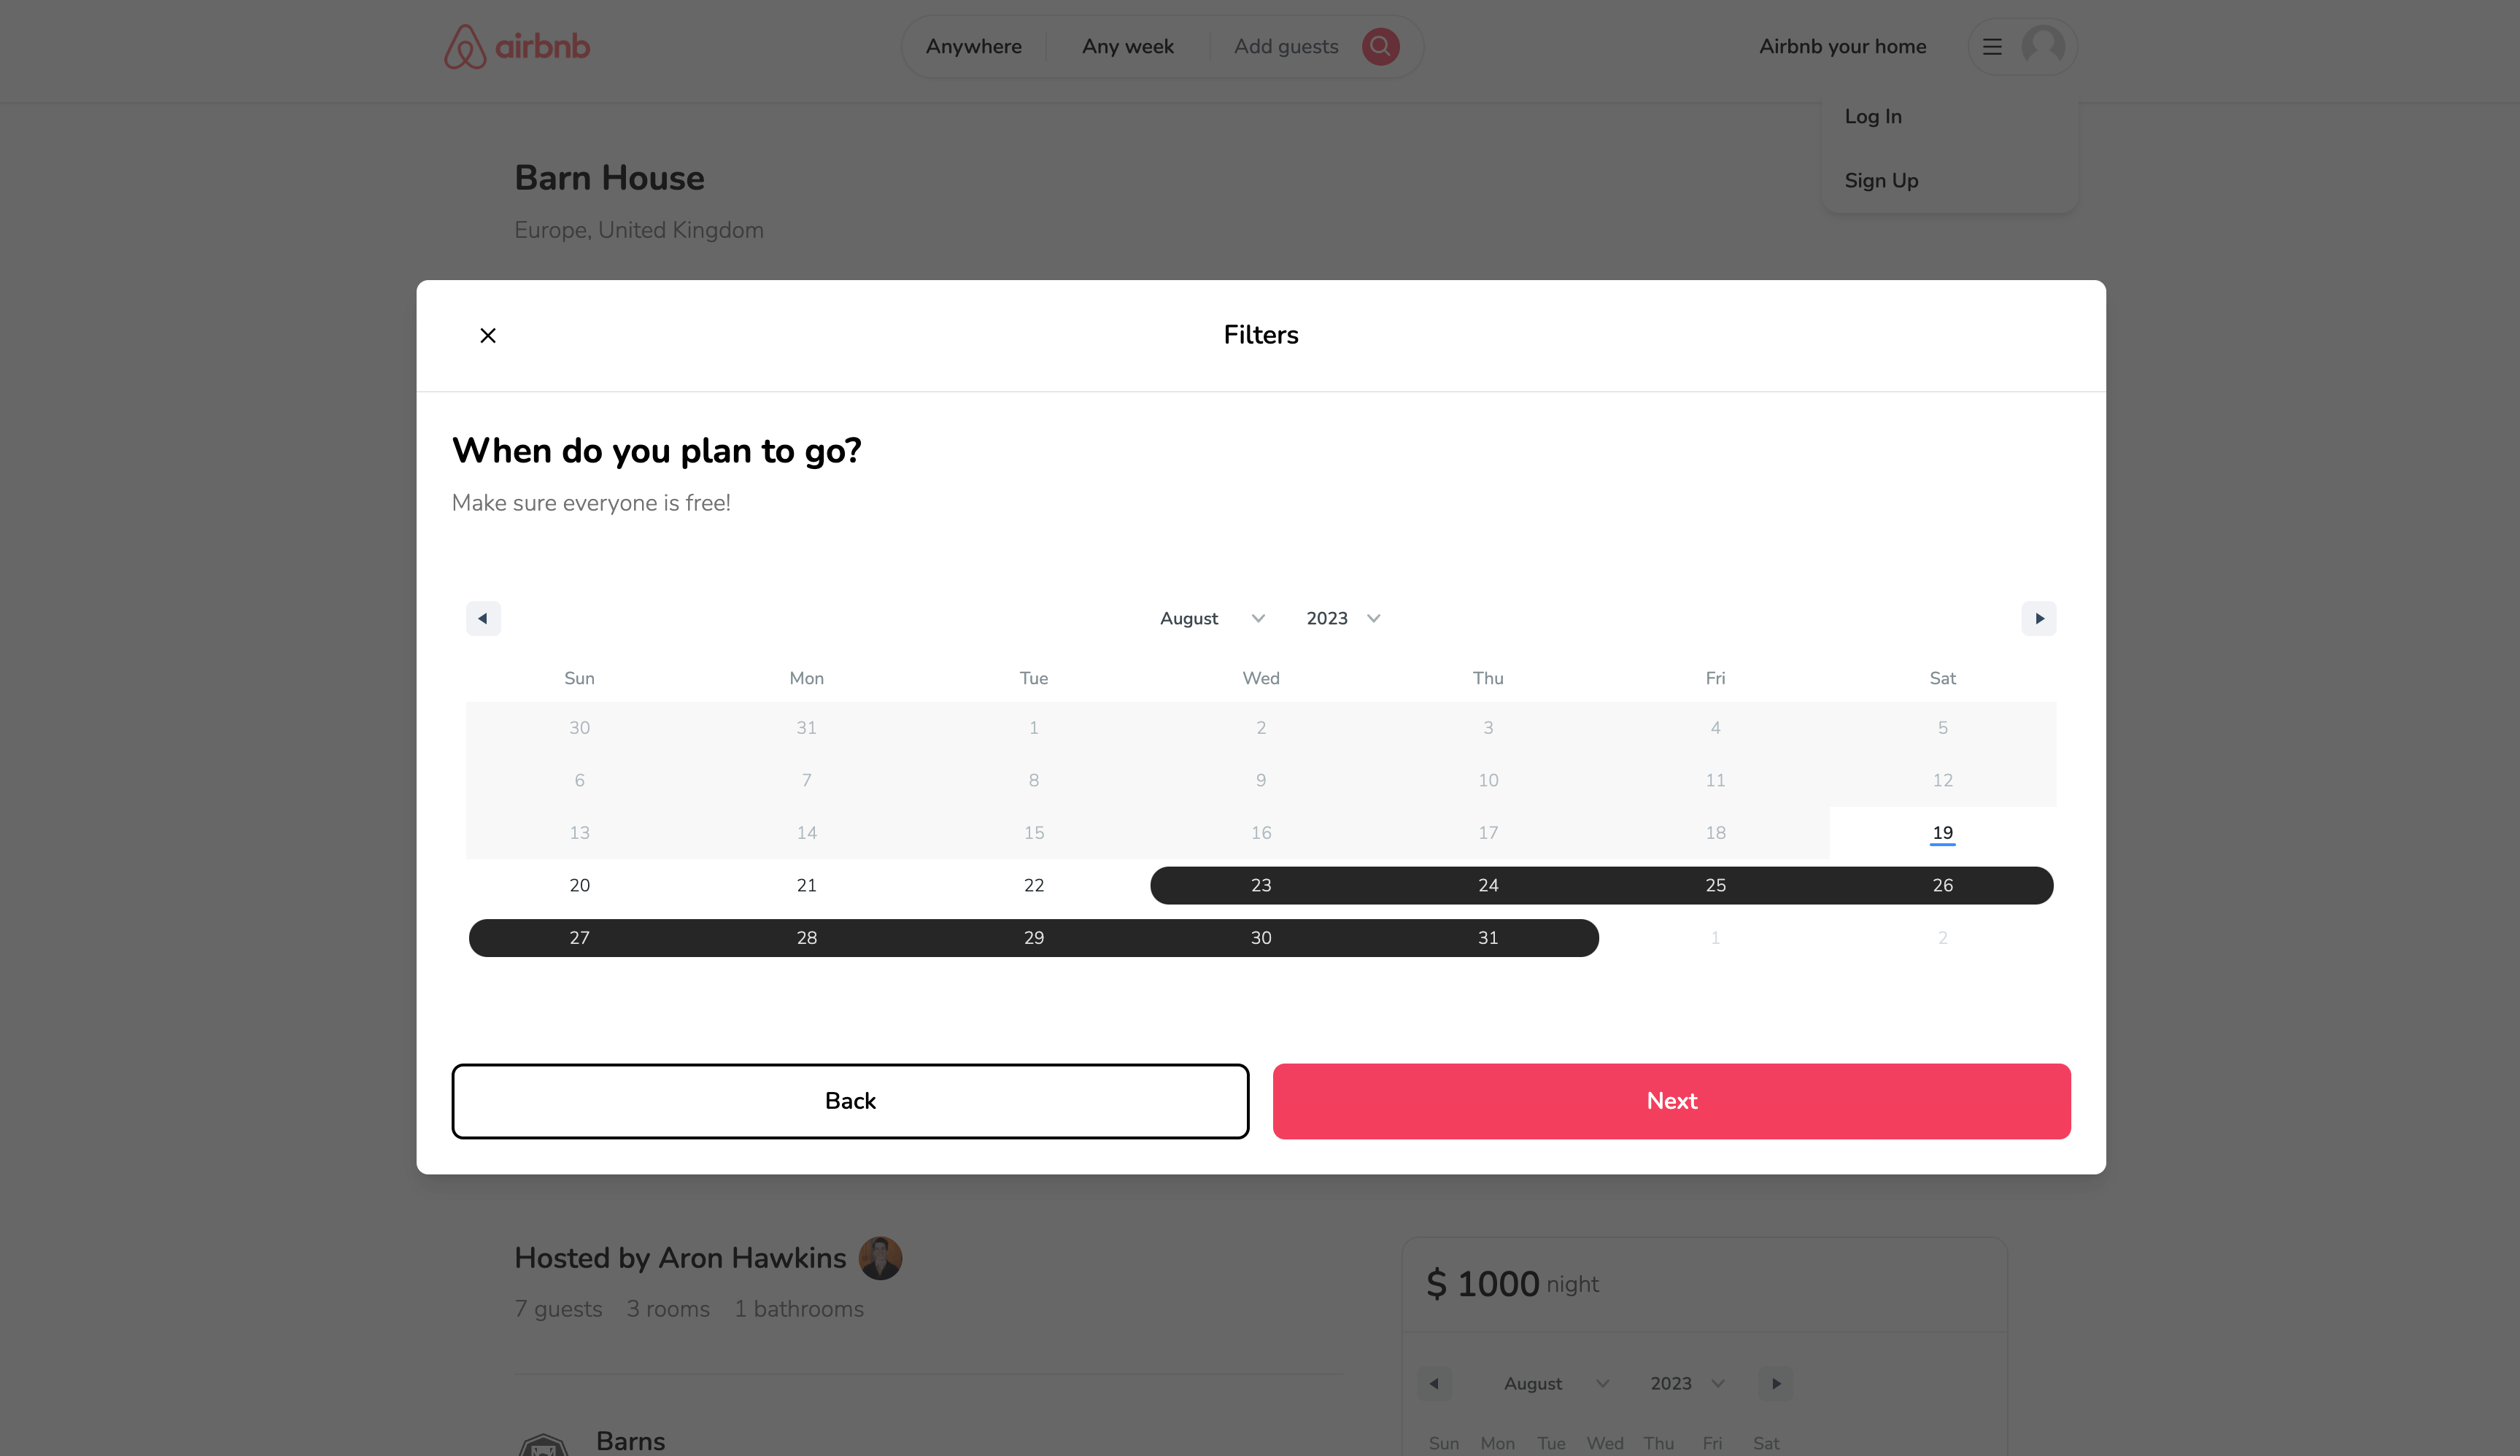 airbnb
Anywhere Any week Add guests
Airbnb your home
Log In
Sign Up
Barn House
Europe, United Kingdom
Filters
When do you plan to go?
Make sure everyone is free!
August 2023
Sun Mon Tue Wed Thu Fri Sat
30 31 1 2 3 4 5
6 7 8 9 10 11 12
13 14 15 16 17 18 19
20 21 22 23 24 25 26
27 28 29 30 31 1 2
Back Next
Hosted by Aron Hawkins
7 guests 3 rooms 1 bathrooms
$ 1000 night
August 2023
Barns
Sun Mon Tue Wed Thu Fri Sat